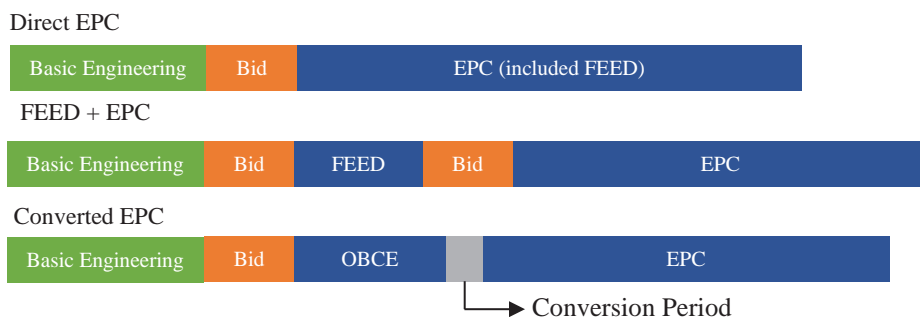 Direct EPC
Basic Engineering Bid EPC (included FEED)
FEED + EPC
Basic Engineering Bid FEED Bid EPC
Converted EPC
Basic Engineering Bid OBCE EPC
Conversion Period